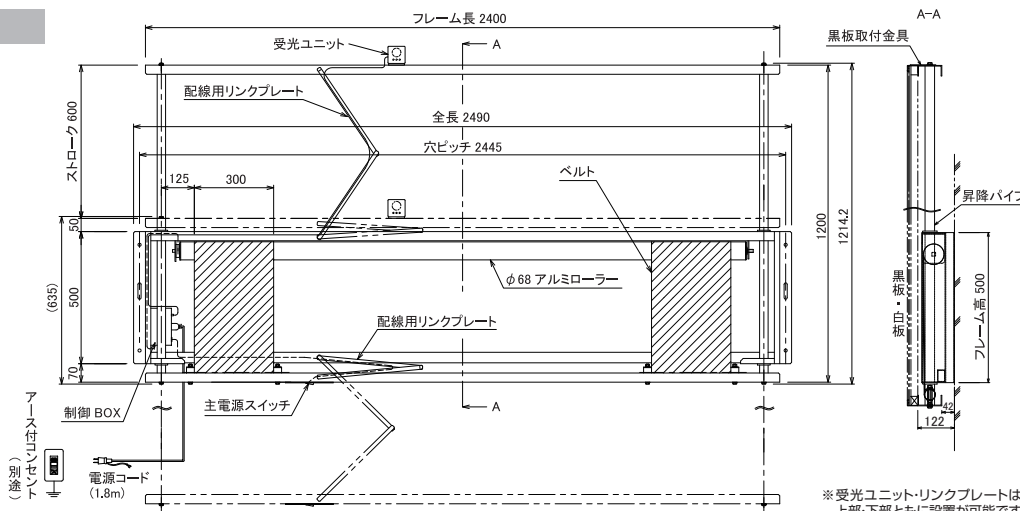 フレーム長 2400
A-A
受光ユニット
A
黒板取付金具
配線用リンクプレート
全長 2490
ストローク 600
穴ピッチ 2445
125
300
ベルト
昇降パイプ
50
1200
1214.2
φ68 アルミローラー
(635)
500
黒板・白板
フレーム高 500
配線用リンクプレート
70
主電源スイッチ
A
制御 BOX
42
122
アース付コンセント
(別途)
電源コード
(1.8m)
※受光ユニット・リンクプレートは
上部・下部ともに設置が可能です